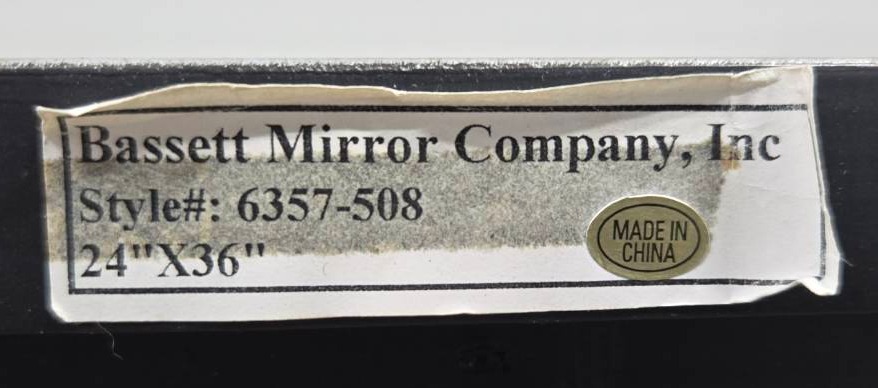 Bassett Mirror Company, Inc
Style#: 6357-508
24"X36"
MADE IN
CHINA